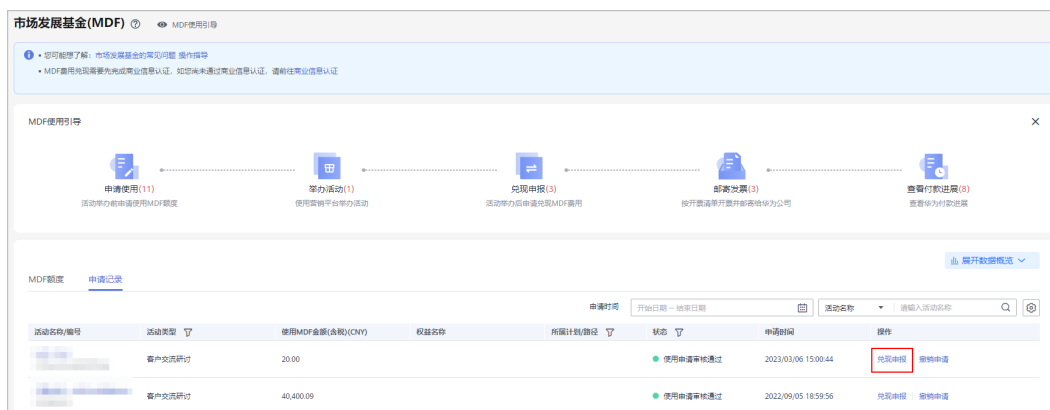 市场发展基金(MDF) ? MDF使用引导
• 您可能想了解：市场发展基金的常见问题 操作指导
• MDF费用兑现需要先完成商业信息认证，如您尚未通过商业信息认证，请前往商业信息认证
MDF使用引导
申请使用(11) 举办活动(1) 兑现申报(3) 邮寄发票(3) 查看付款进展(8)
活动举办前申请使用MDF额度 使用营销平台举办活动 活动举办后申请兑现MDF费用 按开票清单开票并邮寄给华为公司 查看华为付款进展
展开数据概览
MDF额度 申请记录
申请时间 开始日期 – 结束日期 活动名称 请输入活动名称
活动名称/编号 活动类型 使用MDF金额(含税)(CNY) 权益名称 所属计划/路径 状态 申请时间 操作
客户交流研讨 20.00 使用申请审核通过 2023/03/06 15:00:44 兑现申报 撤销申请
客户交流研讨 40,400.09 使用申请审核通过 2022/09/05 18:59:56 兑现申报 撤销申请